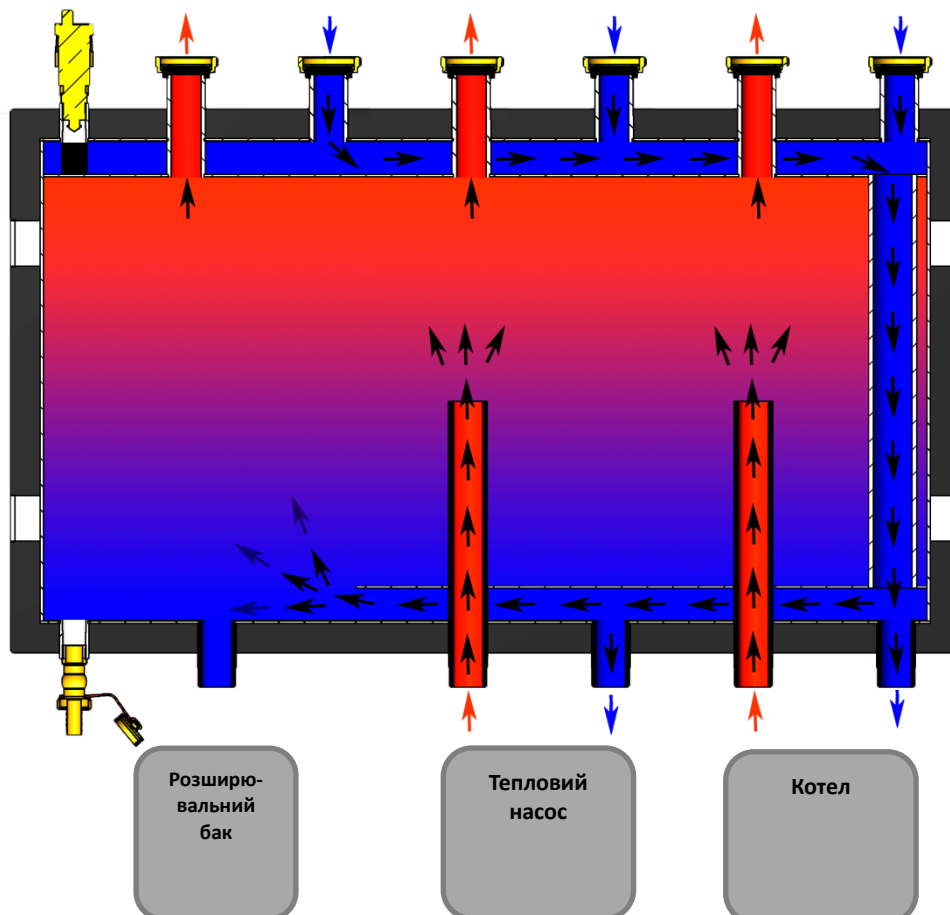 Розширю-
вальний
бак
Тепловий
насос
Котел